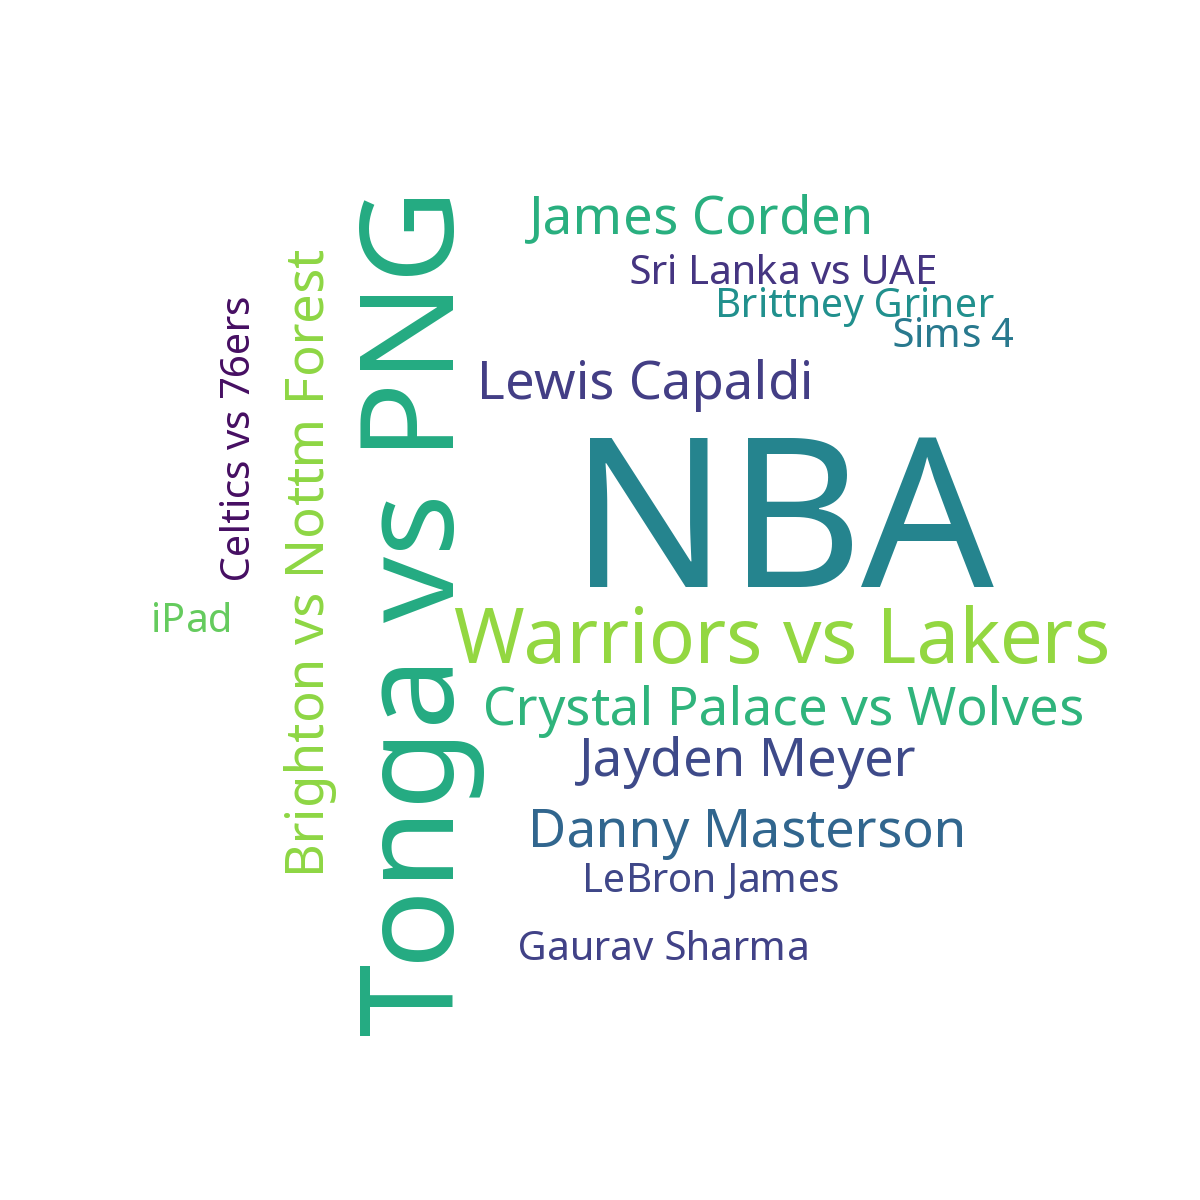 James Corden
Sri Lanka vs UAE
Brittney Griner
Sims 4
Lewis Capaldi
NBA
Warriors vs Lakers
Crystal Palace vs Wolves
Jayden Meyer
Danny Masterson
LeBron James
Gaurav Sharma
Tonga vs PNG
Brighton vs Nottm Forest
Celtics vs 76ers
iPad